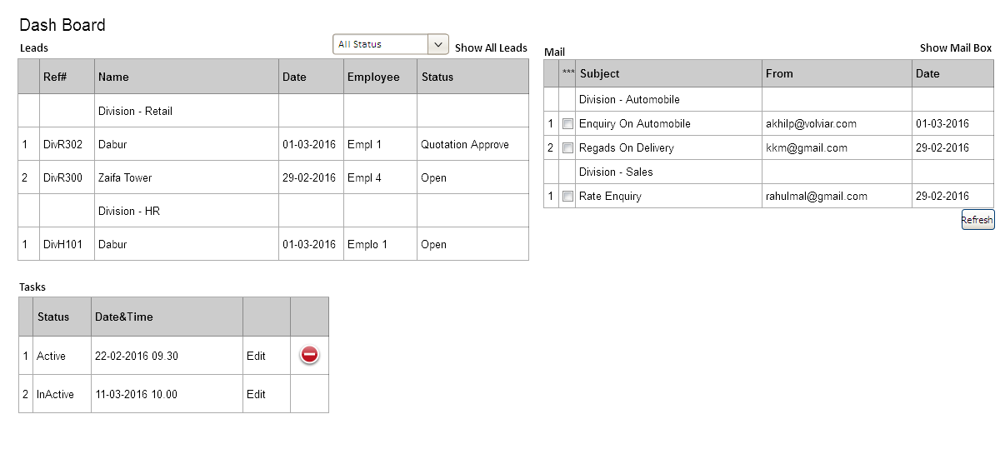 Dash Board
Leads
All Status
Show All Leads
Ref# Name Date Employee Status
Division - Retail
1 DivR302 Dabur 01-03-2016 Empl 1 Quotation Approve
2 DivR300 Zaifa Tower 29-02-2016 Empl 4 Open
Division - HR
1 DivH101 Dabur 01-03-2016 Emplo 1 Open
Mail
Show Mail Box
*** Subject From Date
Division - Automobile
1 Enquiry On Automobile akhilp@volviar.com 01-03-2016
2 Regads On Delivery kkm@gmail.com 29-02-2016
Division - Sales
1 Rate Enquiry rahulmal@gmail.com 29-02-2016
Refresh
Tasks
Status Date&Time
1 Active 22-02-2016 09.30 Edit
2 InActive 11-03-2016 10.00 Edit